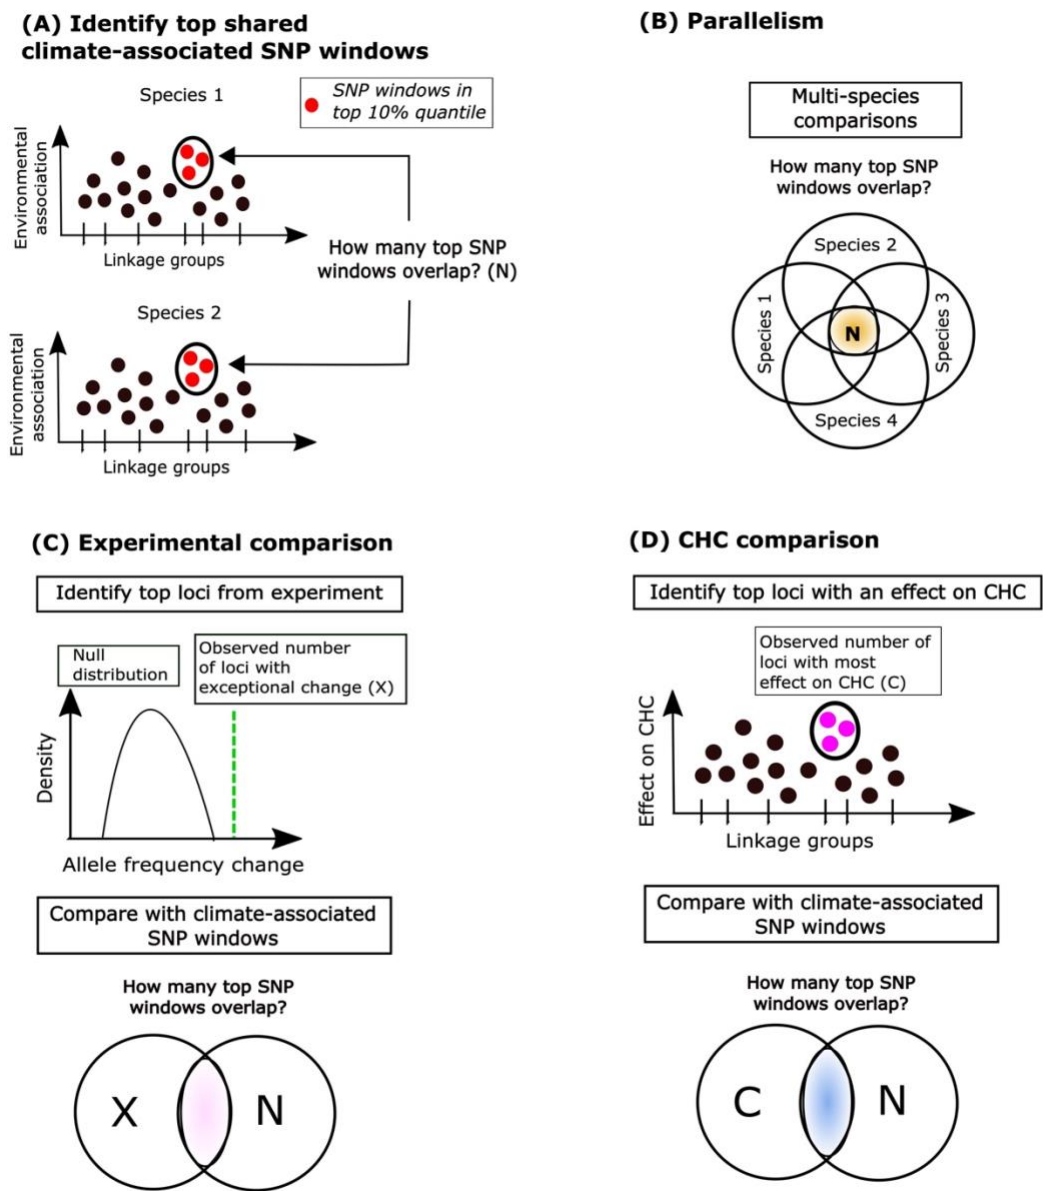 (A) Identify top shared
climate-associated SNP windows
Species 1
SNP windows in
top 10% quantile
Environmental
association
Linkage groups
How many top SNP
windows overlap? (N)
Species 2
Environmental
association
Linkage groups
(B) Parallelism
Multi-species
comparisons
How many top SNP
windows overlap?
Species 2
Species 1
Species 3
N
Species 4
(C) Experimental comparison
Identify top loci from experiment
Null
distribution
Observed number
of loci with
exceptional change (X)
Density
Allele frequency change
Compare with climate-associated
SNP windows
How many top SNP
windows overlap?
X
N
(D) CHC comparison
Identify top loci with an effect on CHC
Observed number of
loci with most
effect on CHC (C)
Effect on CHC
Linkage groups
Compare with climate-associated
SNP windows
How many top SNP
windows overlap?
C
N